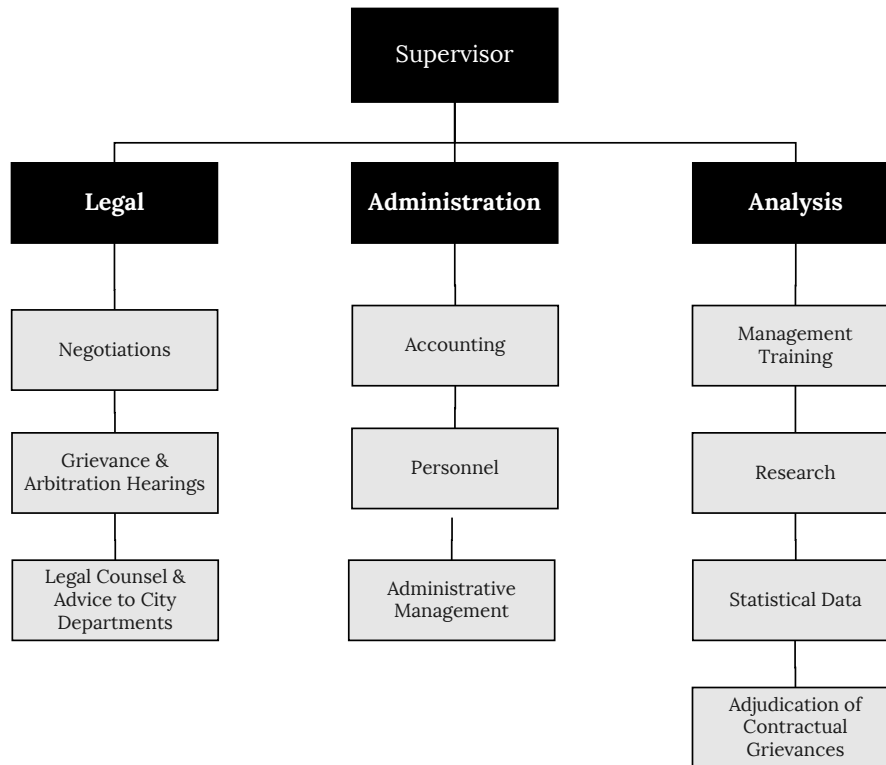 Supervisor
Legal
Administration
Analysis
Negotiations
Accounting
Management
Training
Grievance &
Arbitration Hearings
Personnel
Research
Legal Counsel &
Advice to City
Departments
Administrative
Management
Statistical Data
Adjudication of
Contractual
Grievances